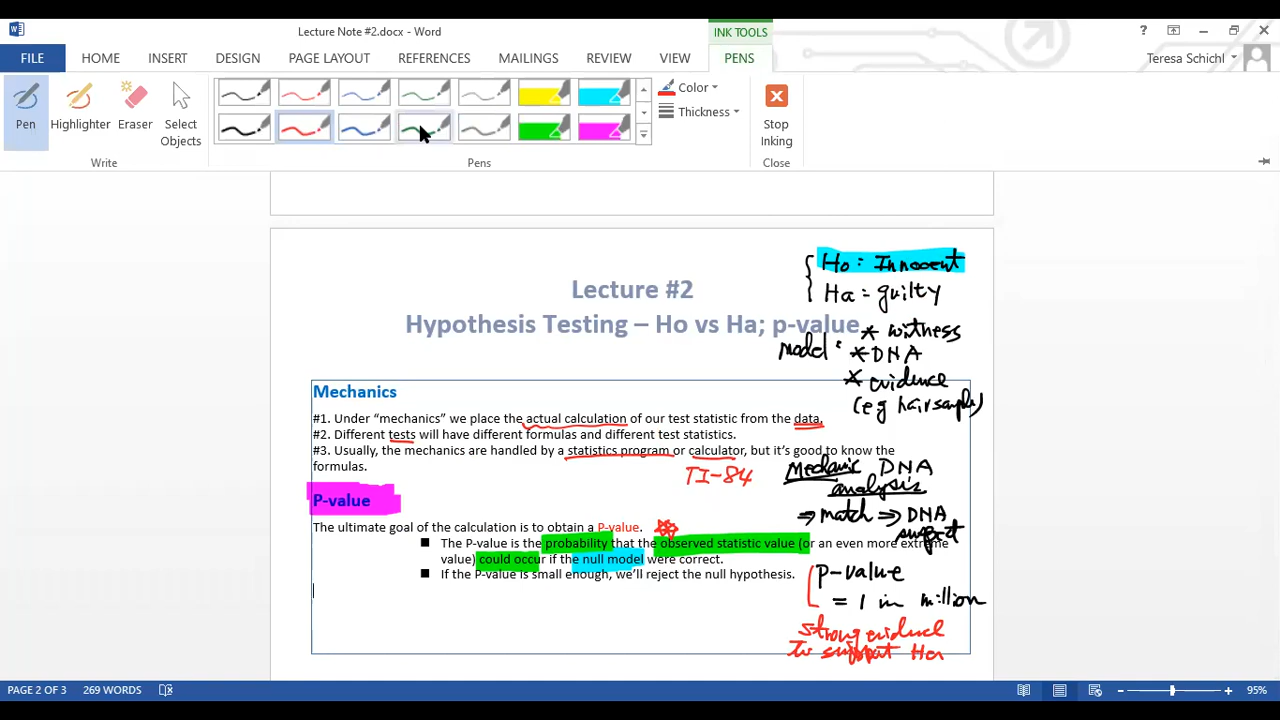 Lecture Note #2.docx - Word
INK TOOLS
FILE
HOME
INSERT
DESIGN
PAGE LAYOUT
REFERENCES
MAILINGS
REVIEW
VIEW
PENS
Teresa Schichl
Pen
Highlighter
Eraser
Select
Objects
Color
Thickness
Stop
Inking
Write
Pens
Close
Ho : Innocent
Ha = guilty
Lecture #2
Hypothesis Testing – Ho vs Ha; p-value
model :
* witness
* DNA
* evidence
(eg hair sample)
Mechanics
#1. Under “mechanics” we place the actual calculation of our test statistic from the data.
#2. Different tests will have different formulas and different test statistics.
#3. Usually, the mechanics are handled by a statistics program or calculator, but it’s good to know the
formulas.
TI-84
Mechanic DNA
analysis
⇒ match ⇒ DNA
suspect
P-value
The ultimate goal of the calculation is to obtain a P-value.
■ The P-value is the probability that the observed statistic value (or an even more extreme
value) could occur if the null model were correct.
■ If the P-value is small enough, we’ll reject the null hypothesis.
p-value
= 1 in million
strong evidence
to support Ha
PAGE 2 OF 3
269 WORDS
95%